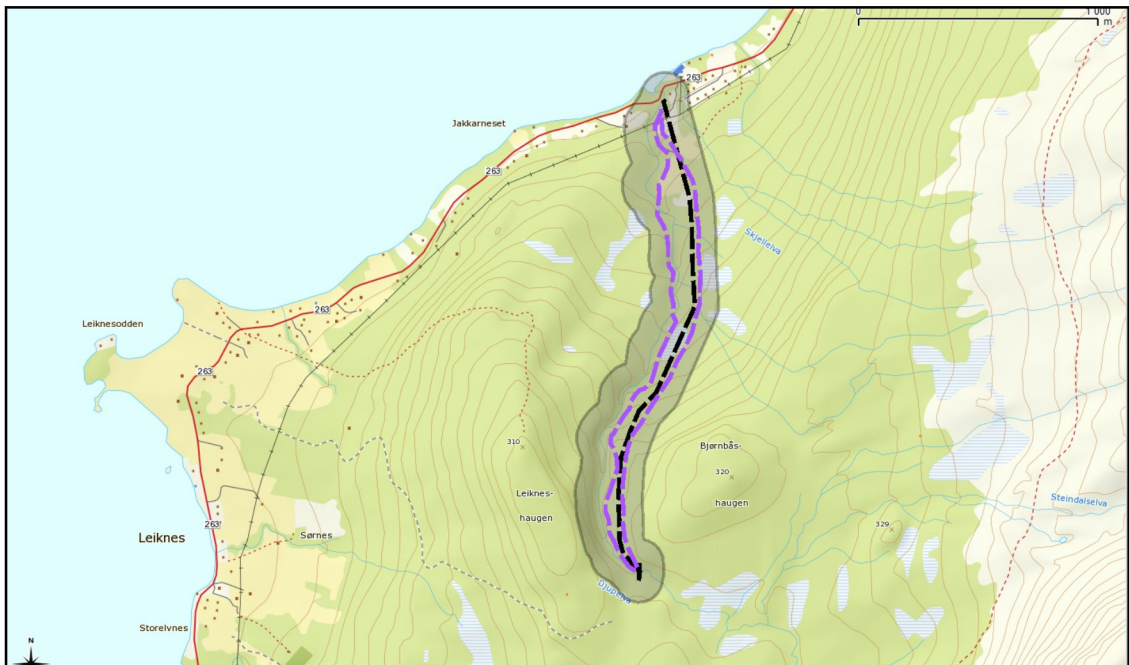 0
1 000
m
263
Jakkarneset
263
Skjellelva
263
Leiknesodden
263
310
Bjørnbås-
320
haugen
Leiknes-
haugen
Steindalselva
329
263
Leiknes
Sørnes
Djupelva
Storelvnes
N